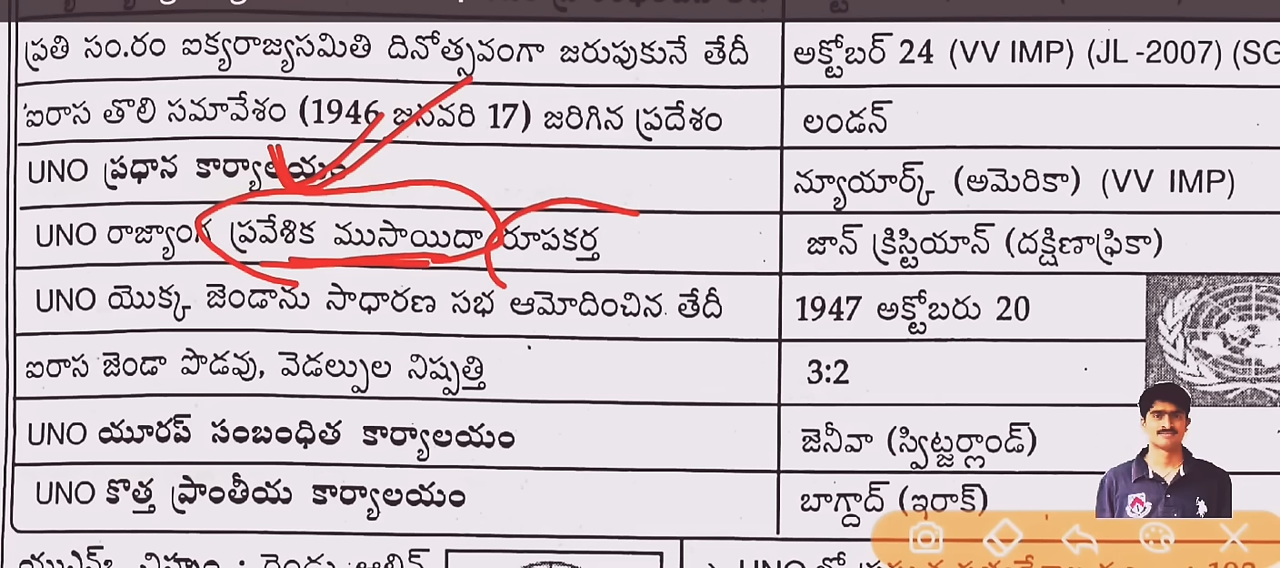 ప్రతి సం.రం ఐక్యరాజ్యసమితి దినోత్సవంగా జరుపుకునే తేదీ అక్టోబర్ 24 (VV IMP) (JL -2007) (SG
ఐరాస తొలి సమావేశం (1946 జనవరి 17) జరిగిన ప్రదేశం లండన్
UNO ప్రధాన కార్యాలయం న్యూయార్క్ (అమెరికా) (VV IMP)
UNO రాజ్యాంగ ప్రవేశిక ముసాయిదా రూపకర్త జాన్ క్రిస్టియాన్ (దక్షిణాఫ్రికా)
UNO యొక్క జెండాను సాధారణ సభ ఆమోదించిన తేదీ 1947 అక్టోబరు 20
ఐరాస జెండా పొడవు, వెడల్పుల నిష్పత్తి 3:2
UNO యూరప్ సంబంధిత కార్యాలయం జెనీవా (స్విట్జర్లాండ్)
UNO కొత్త ప్రాంతీయ కార్యాలయం బాగ్దాద్ (ఇరాక్)